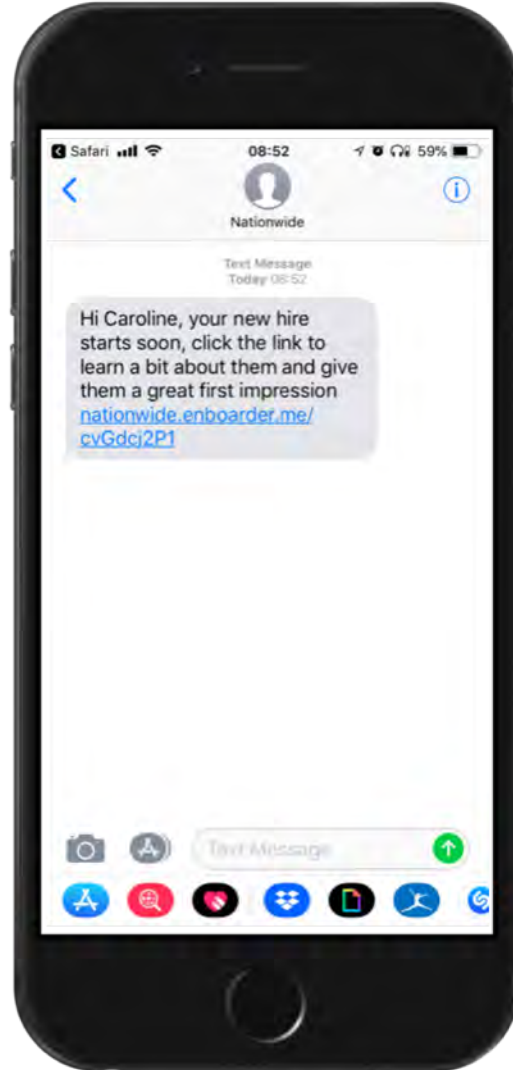 Safari 08:52 59%
Nationwide
Text Message
Today 08:52
Hi Caroline, your new hire
starts soon, click the link to
learn a bit about them and give
them a great first impression
nationwide.enboarder.me/
cvGdcj2P1
Text Message